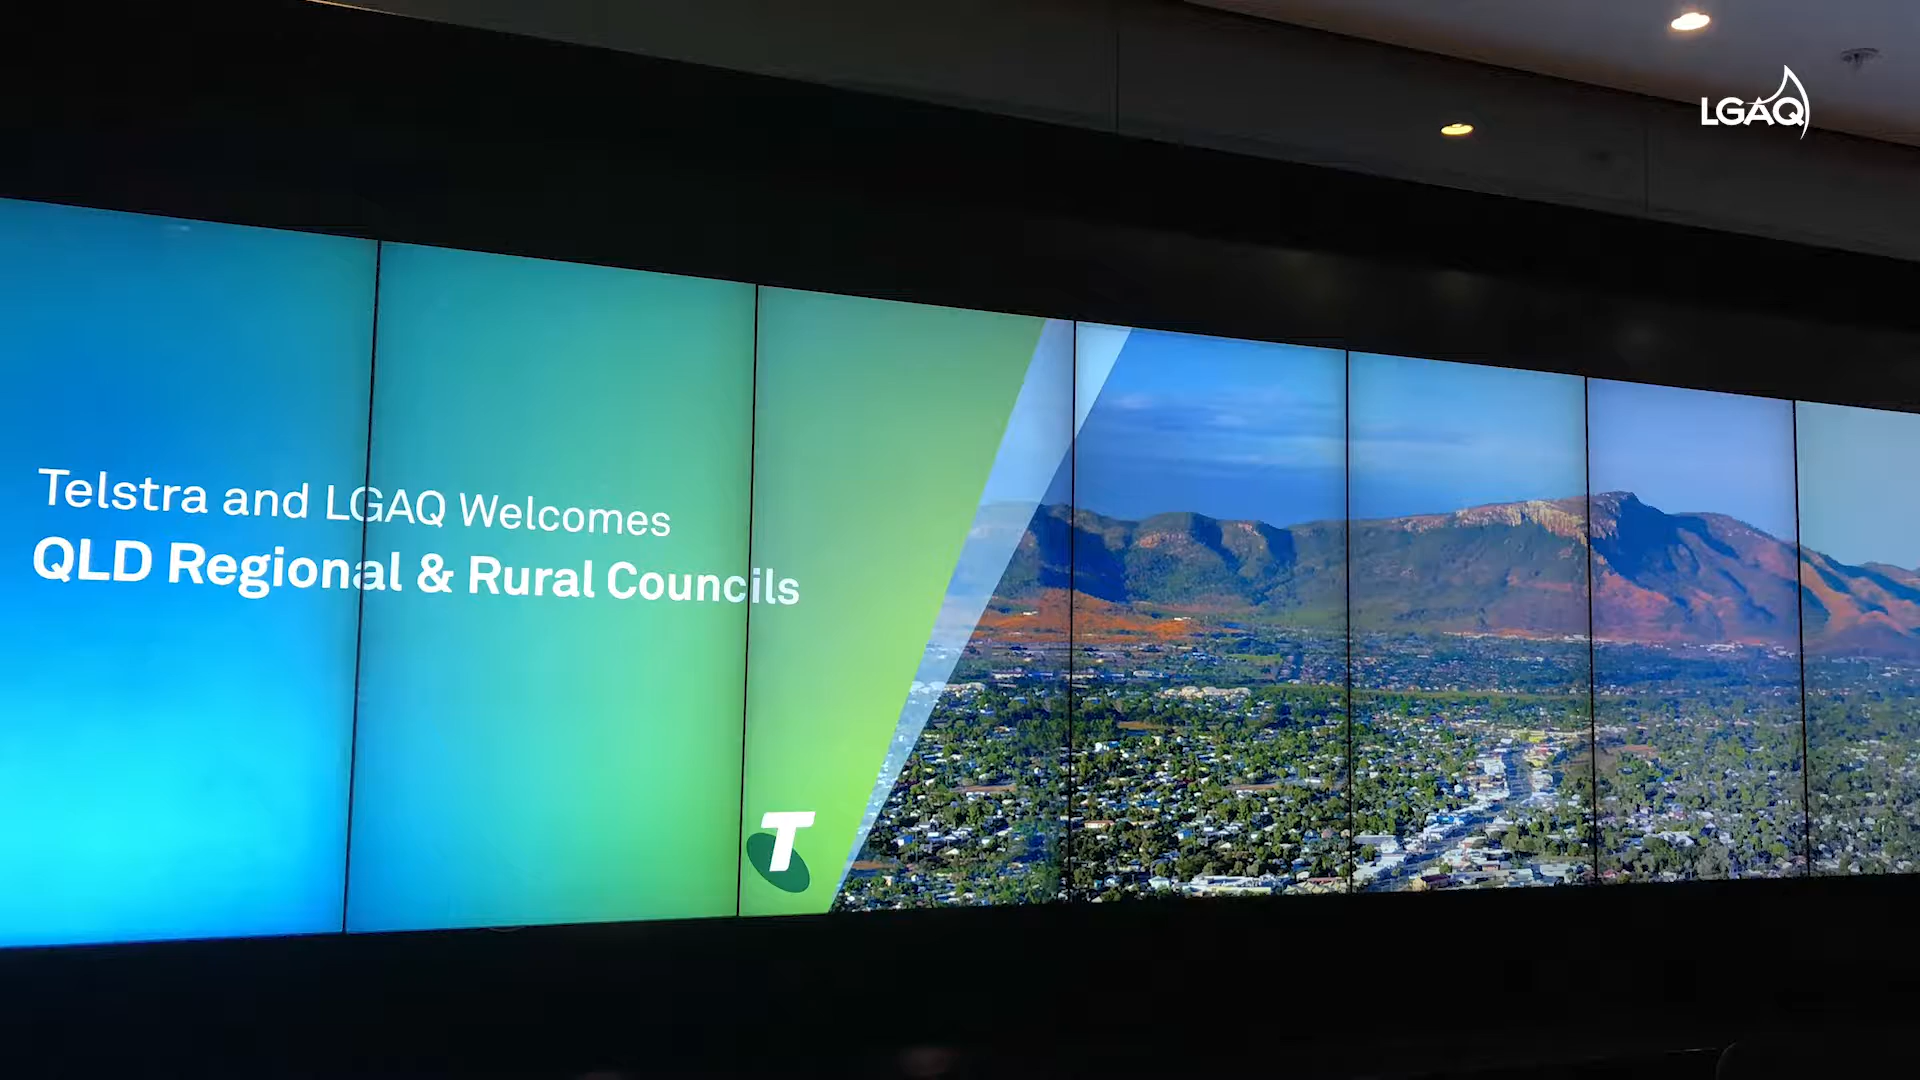 LGAQ
Telstra and LGAQ Welcomes
QLD Regional & Rural Councils
T